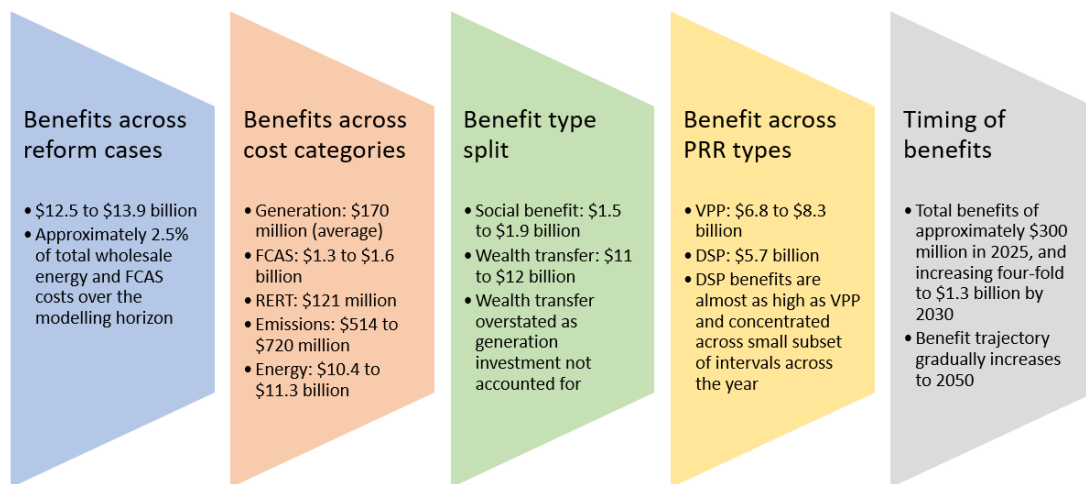 Benefits across
reform cases
• $12.5 to $13.9 billion
• Approximately 2.5%
of total wholesale
energy and FCAS
costs over the
modelling horizon
Benefits across
cost categories
• Generation: $170
million (average)
• FCAS: $1.3 to $1.6
billion
• RERT: $121 million
• Emissions: $514 to
$720 million
• Energy: $10.4 to
$11.3 billion
Benefit type
split
• Social benefit: $1.5
to $1.9 billion
• Wealth transfer: $11
to $12 billion
• Wealth transfer
overstated as
generation
investment not
accounted for
Benefit across
PRR types
• VPP: $6.8 to $8.3
billion
• DSP: $5.7 billion
• DSP benefits are
almost as high as VPP
and concentrated
across small subset
of intervals across
the year
Timing of
benefits
• Total benefits of
approximately $300
million in 2025, and
increasing four-fold
to $1.3 billion by
2030
• Benefit trajectory
gradually increases
to 2050